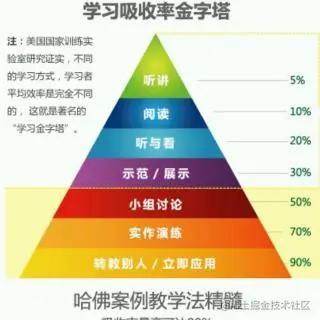 学习吸收率金字塔
注：美国国家训练实
验室研究证实，不同
的学习方式，学习者
平均效率是完全不同
的，这就是著名的
“学习金字塔”。
听讲 5%
阅读 10%
听与看 20%
示范 / 展示 30%
小组讨论 50%
实作演练 70%
转教别人 / 立即应用 90%
土掘金技术社区
哈佛案例教学法精髓